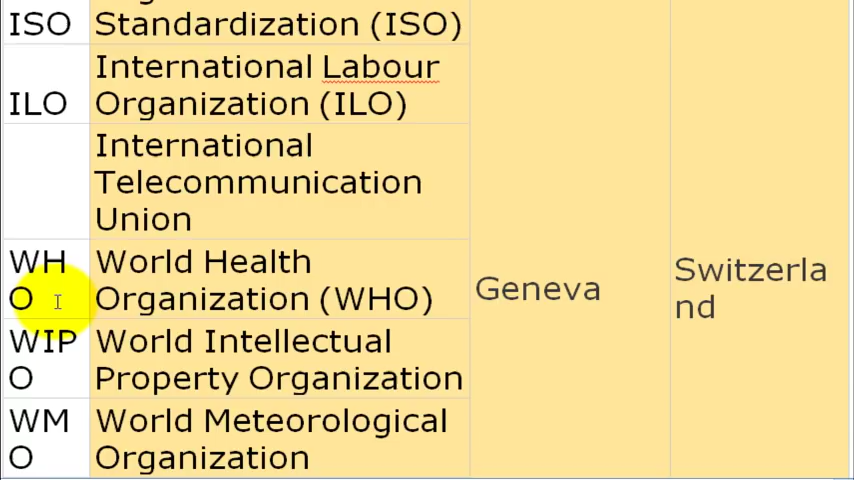 ISO
Standardization (ISO)
International Labour
ILO
Organization (ILO)
International
Telecommunication
Union
WH
O
World Health
Organization (WHO)
WIP
O
World Intellectual
Property Organization
WM
O
World Meteorological
Organization
Geneva
Switzerla
nd